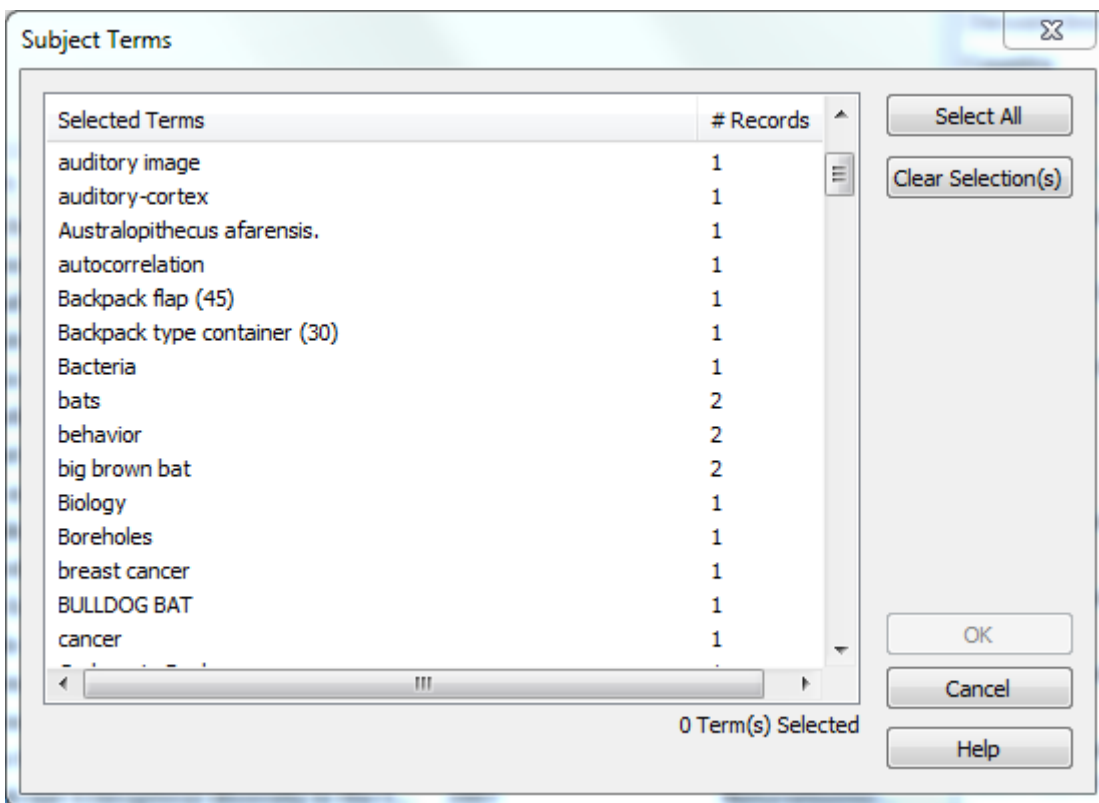 Subject Terms
Selected Terms # Records
Select All
auditory image 1
Clear Selection(s)
auditory-cortex 1
Australopithecus afarensis. 1
autocorrelation 1
Backpack flap (45) 1
Backpack type container (30) 1
Bacteria 1
bats 2
behavior 2
big brown bat 2
Biology 1
Boreholes 1
breast cancer 1
BULLDOG BAT 1
cancer 1
OK
Cancel
0 Term(s) Selected
Help